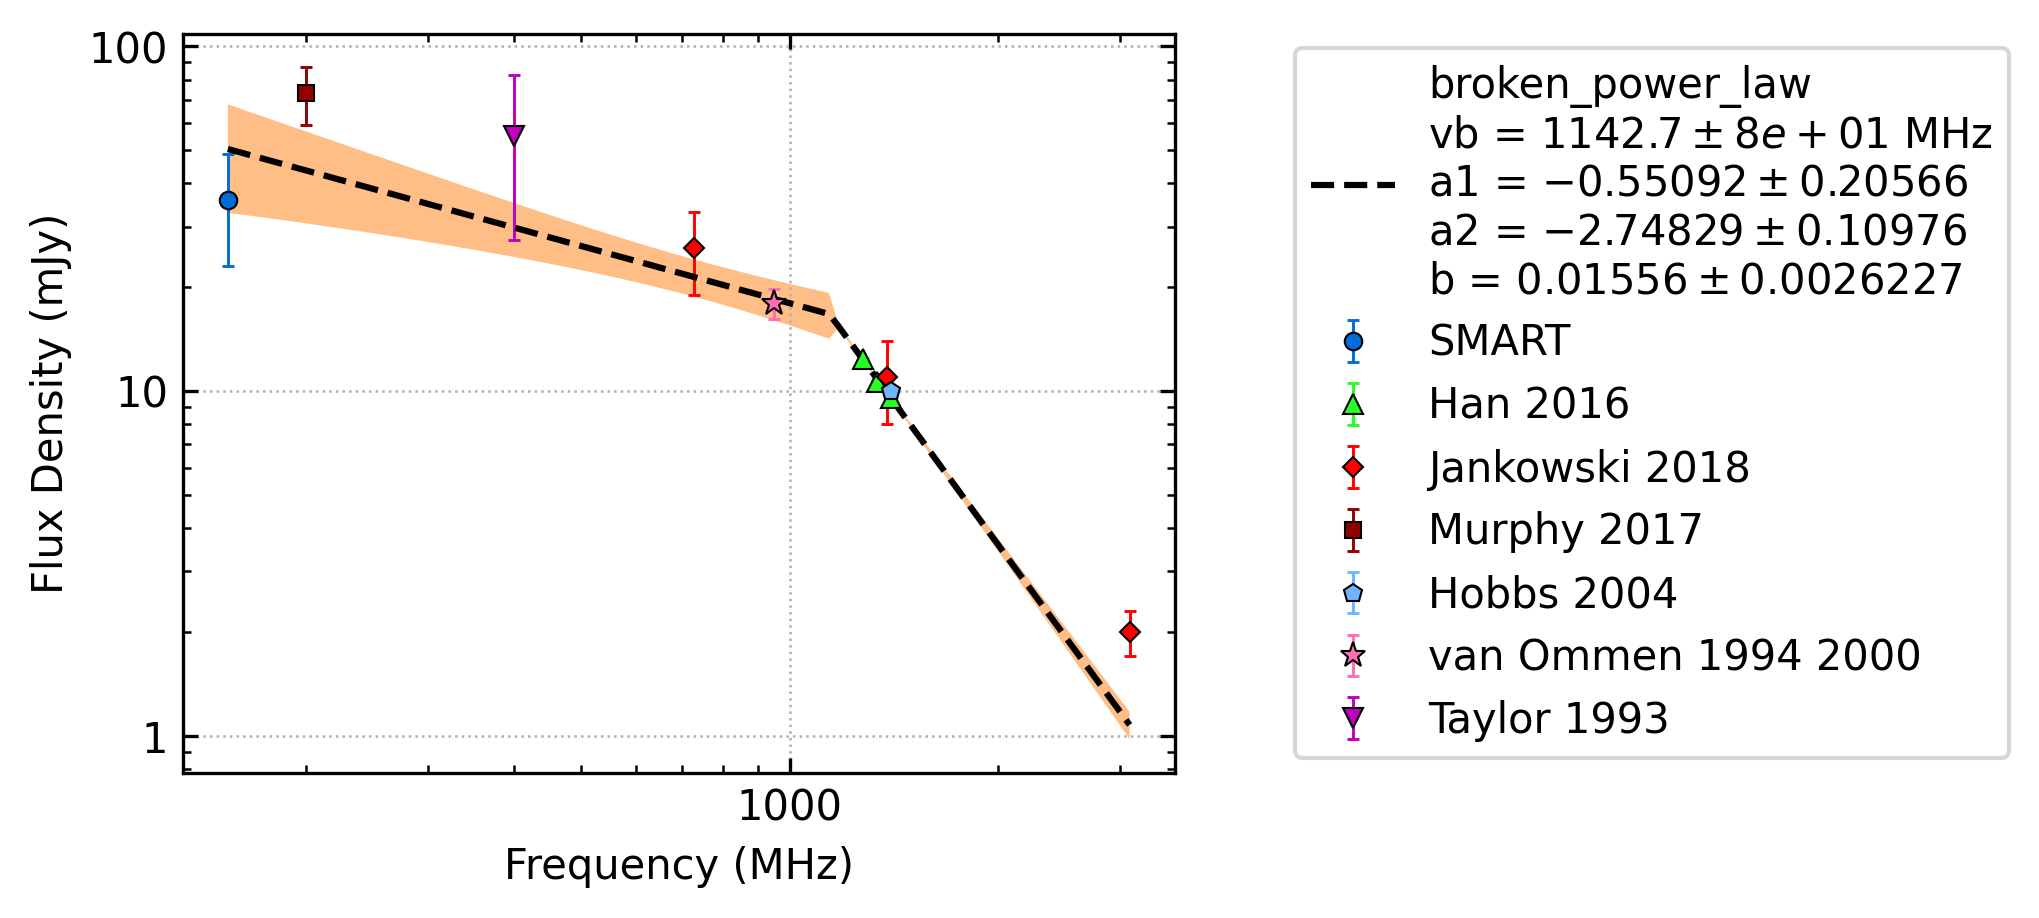 100
10
1
1000
Flux Density (mJy)
Frequency (MHz)
broken_power_law
vb = 1142.7 ± 8e + 01 MHz
a1 = −0.55092 ± 0.20566
a2 = −2.74829 ± 0.10976
b = 0.01556 ± 0.0026227
SMART
Han 2016
Jankowski 2018
Murphy 2017
Hobbs 2004
van Ommen 1994 2000
Taylor 1993